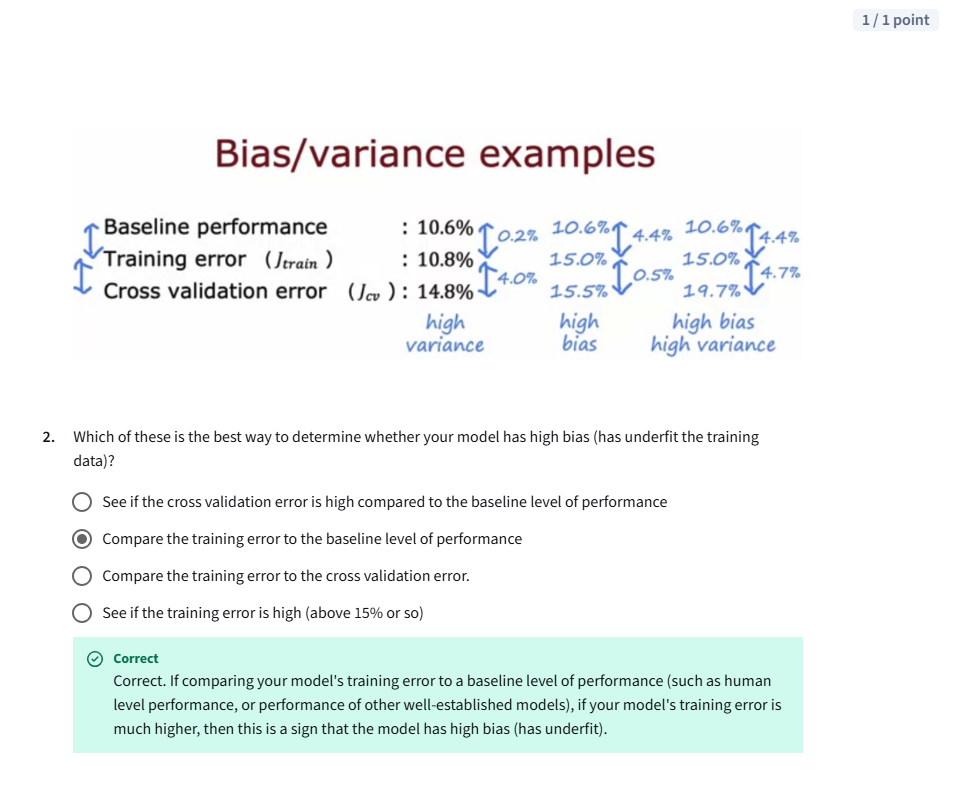 1 / 1 point
Bias/variance examples
Baseline performance : 10.6% 0.2% 10.6% 4.4% 10.6% 4.4%
Training error (Jtrain ) : 10.8% 15.0% 15.0%
4.0% 0.5% 4.7%
Cross validation error (Jcv ) : 14.8% 15.5% 19.7%
high high high bias
variance bias high variance
2. Which of these is the best way to determine whether your model has high bias (has underfit the training
data)?
See if the cross validation error is high compared to the baseline level of performance
Compare the training error to the baseline level of performance
Compare the training error to the cross validation error.
See if the training error is high (above 15% or so)
Correct
Correct. If comparing your model's training error to a baseline level of performance (such as human
level performance, or performance of other well-established models), if your model's training error is
much higher, then this is a sign that the model has high bias (has underfit).